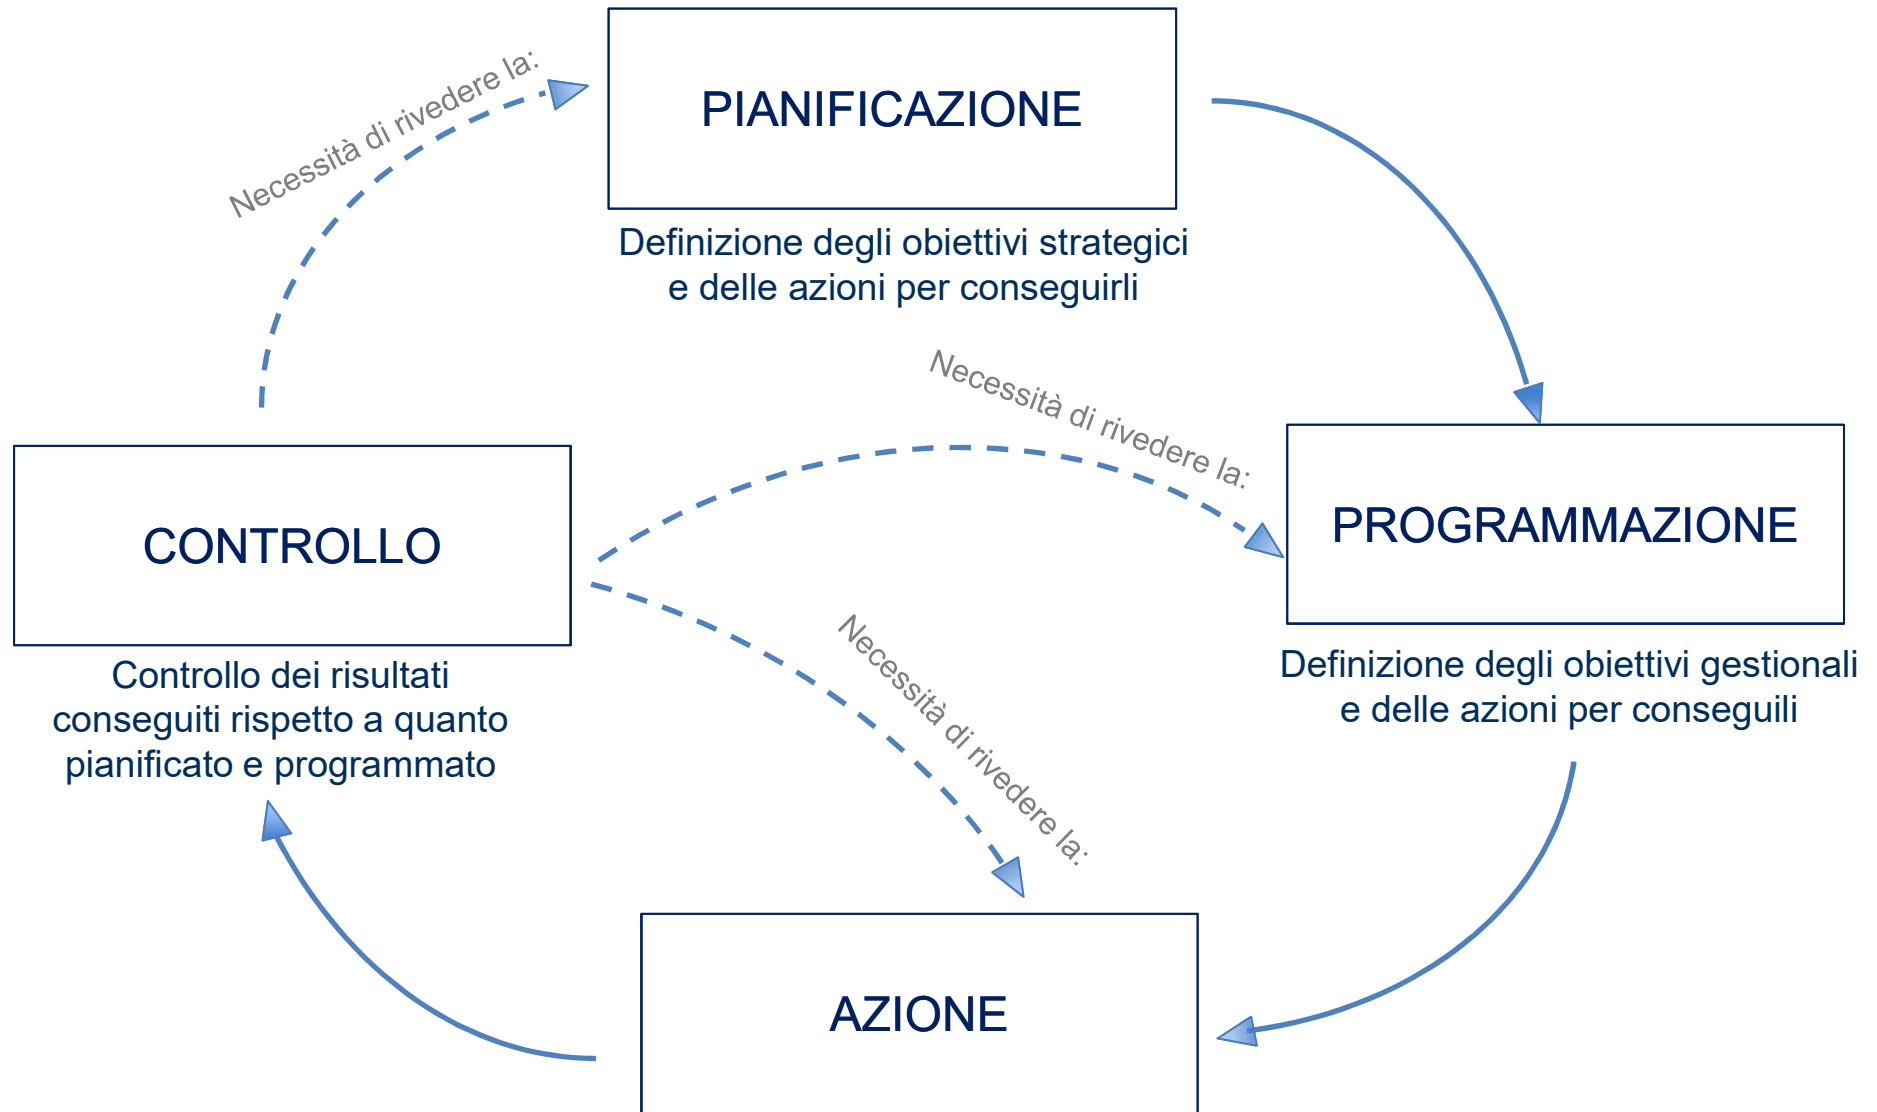 Necessità di rivedere la:
PIANIFICAZIONE
Definizione degli obiettivi strategici
e delle azioni per conseguirli
Necessità di rivedere la:
CONTROLLO
Controllo dei risultati
conseguiti rispetto a quanto
pianificato e programmato
PROGRAMMAZIONE
Definizione degli obiettivi gestionali
e delle azioni per conseguili
Necessità di rivedere la:
AZIONE